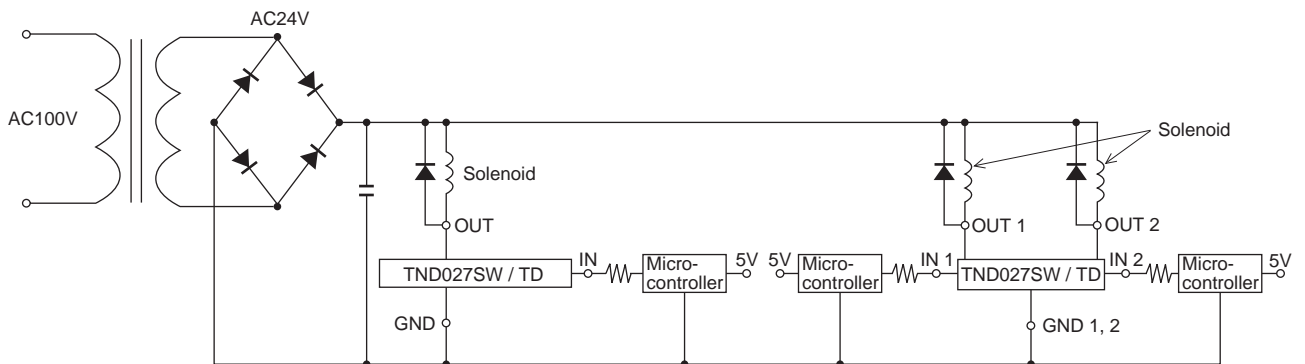 AC24V
AC100V
Solenoid
Solenoid
OUT
OUT 1
OUT 2
TND027SW / TD
IN
Micro-
controller
5V
5V
Micro-
controller
IN 1
TND027SW / TD
IN 2
Micro-
controller
5V
GND
GND 1, 2